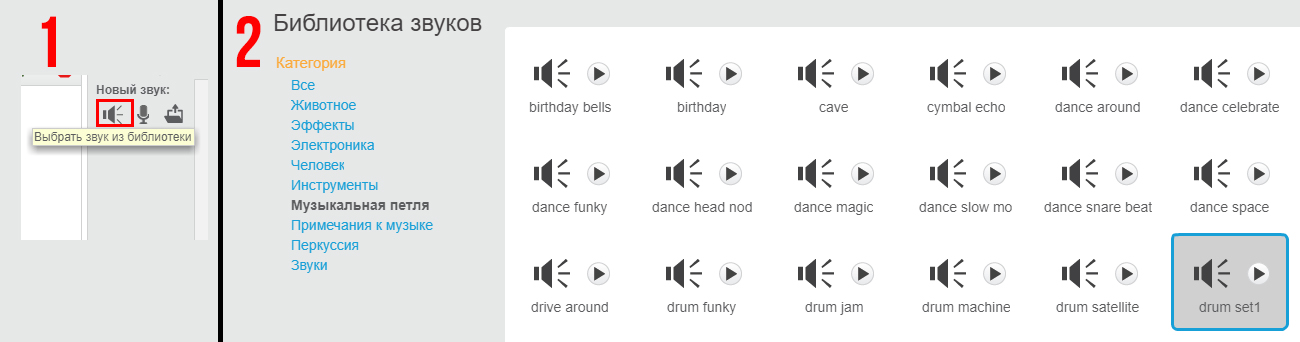 1
Новый звук:
Выбрать звук из библиотеки
2
Библиотека звуков
Категория
Все
Животное
Эффекты
Электроника
Человек
Инструменты
Музыкальная петля
Примечания к музыке
Перкуссия
Звуки
birthday bells birthday cave cymbal echo dance around dance celebrate
dance funky dance head nod dance magic dance slow mo dance snare beat dance space
drive around drum funky drum jam drum machine drum satellite drum set1